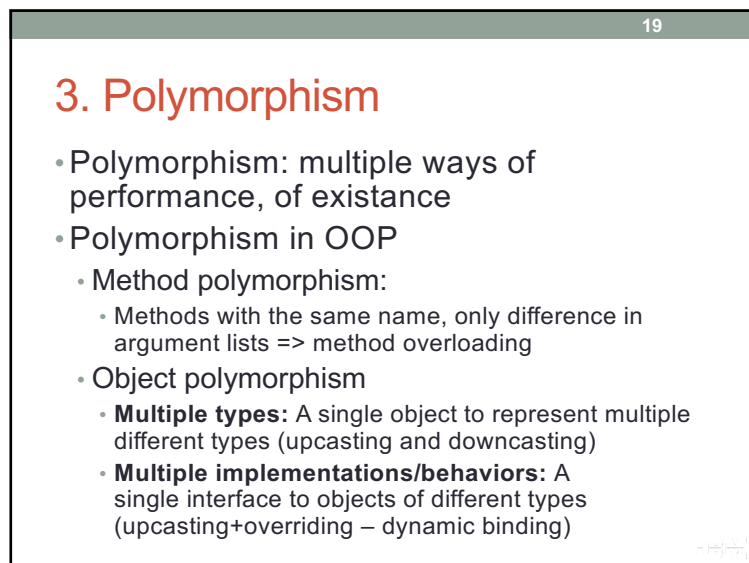 19
3. Polymorphism
• Polymorphism: multiple ways of
performance, of existance
• Polymorphism in OOP
• Method polymorphism:
• Methods with the same name, only difference in
argument lists => method overloading
• Object polymorphism
• Multiple types: A single object to represent multiple
different types (upcasting and downcasting)
• Multiple implementations/behaviors: A
single interface to objects of different types
(upcasting+overriding – dynamic binding)